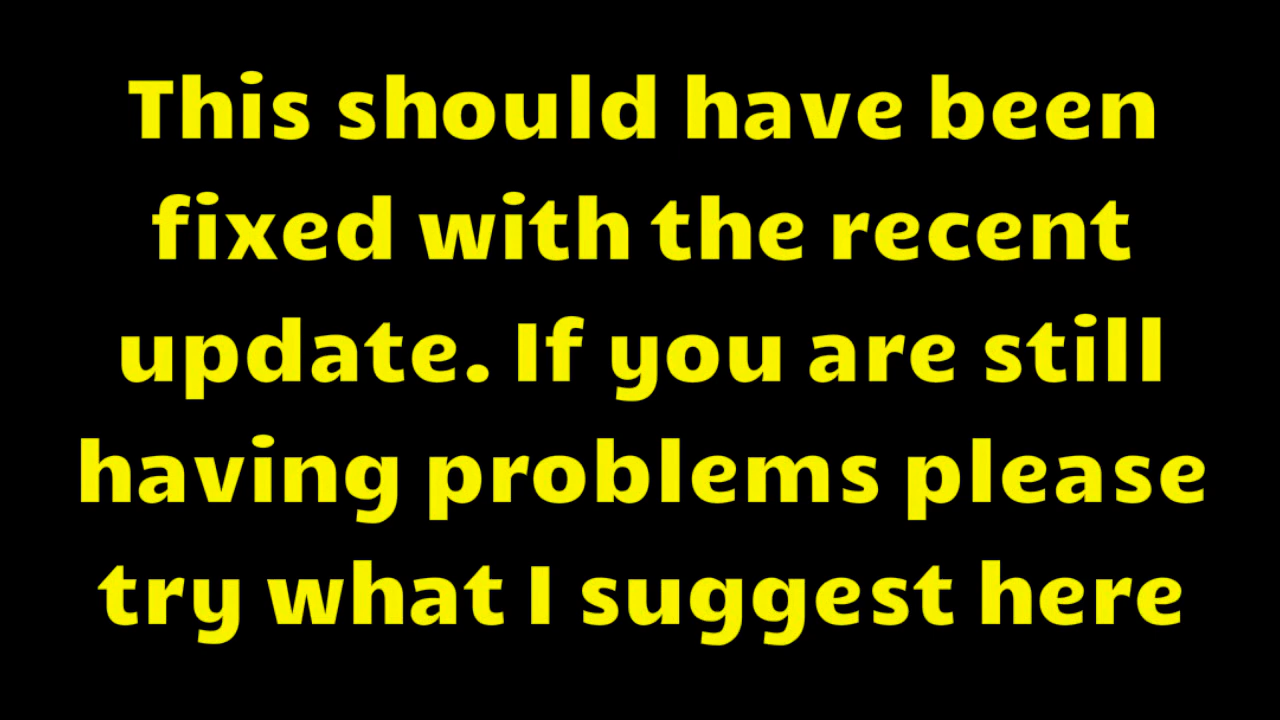 This should have been
fixed with the recent
update. If you are still
having problems please
try what I suggest here